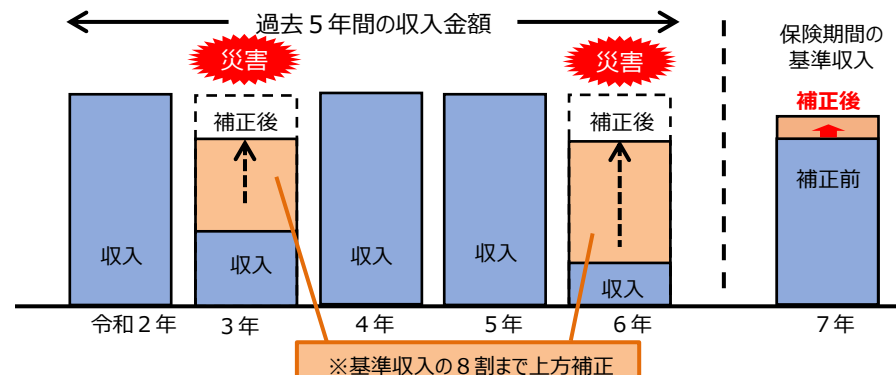 過去５年間の収入金額
災害
災害
保険期間の
基準収入
補正後
補正後
補正後
補正前
収入
収入
収入
収入
収入
令和２年
３年
４年
５年
６年
７年
※基準収入の８割まで上方補正